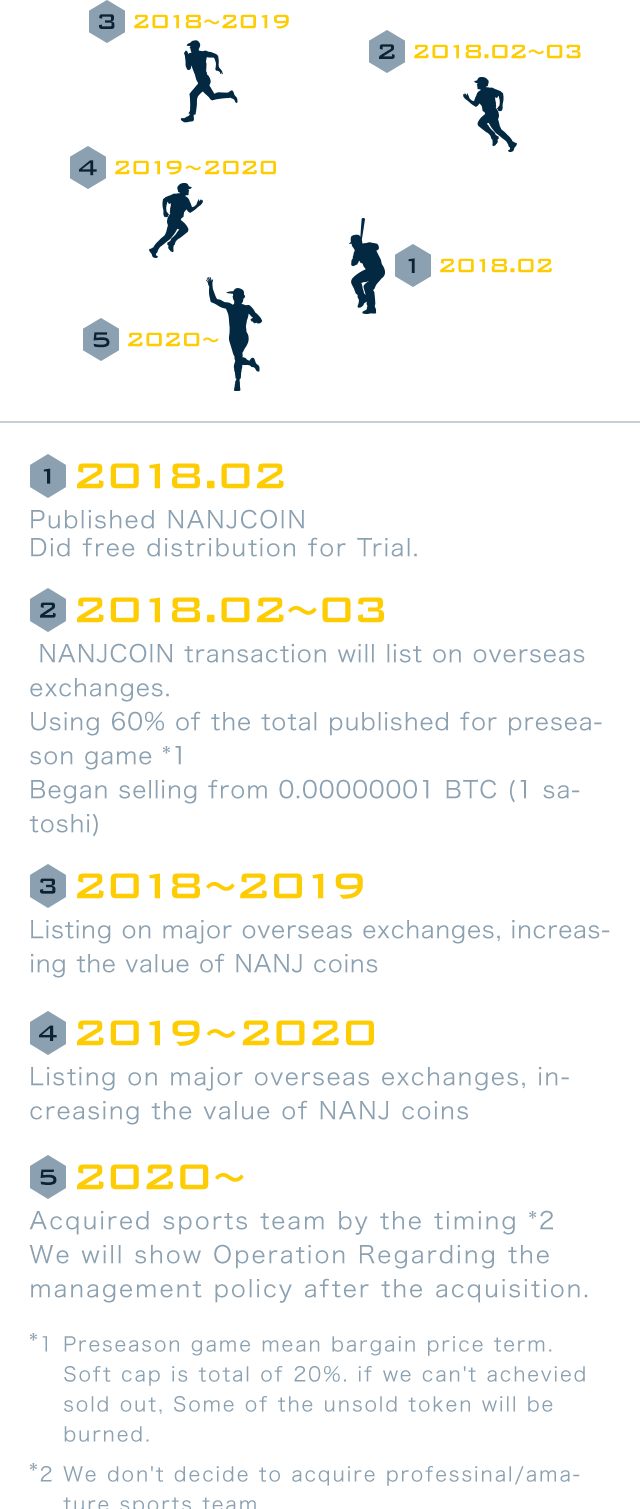 3 2018~2019
2 2018.02~03
4 2019~2020
1 2018.02
5 2020~
1 2018.02
Published NANJCOIN
Did free distribution for Trial.
2 2018.02~03
NANJCOIN transaction will list on overseas
exchanges.
Using 60% of the total published for presea-
son game *1
Began selling from 0.00000001 BTC (1 sa-
toshi)
3 2018~2019
Listing on major overseas exchanges, increas-
ing the value of NANJ coins
4 2019~2020
Listing on major overseas exchanges, in-
creasing the value of NANJ coins
5 2020~
Acquired sports team by the timing *2
We will show Operation Regarding the
management policy after the acquisition.
*1 Preseason game mean bargain price term.
Soft cap is total of 20%. if we can't achevied
sold out, Some of the unsold token will be
burned.
*2 We don't decide to acquire professinal/ama-
ture sports team